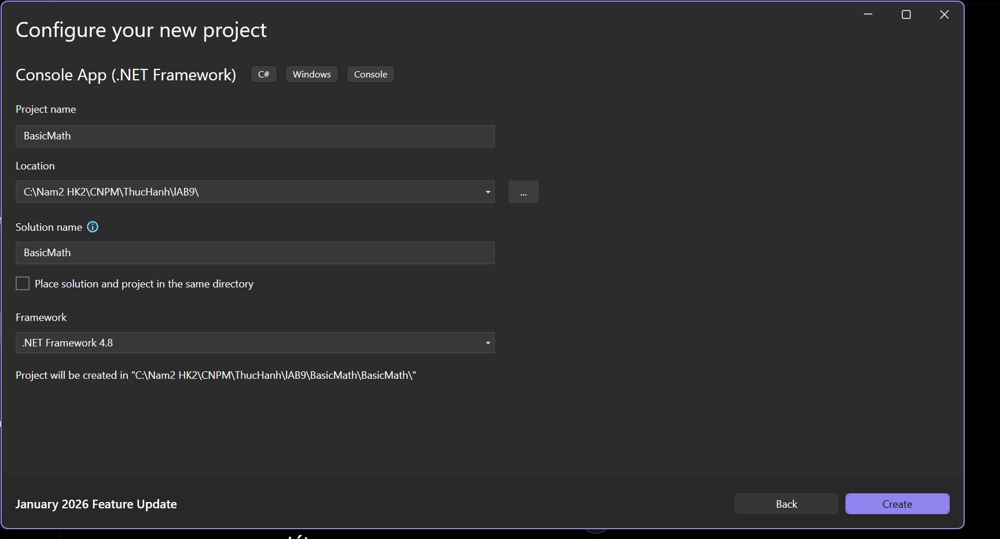 Configure your new project
Console App (.NET Framework) C# Windows Console
Project name
BasicMath
Location
C:\Nam2 HK2\CNPM\ThucHanh\lAB9\
...
Solution name
BasicMath
Place solution and project in the same directory
Framework
.NET Framework 4.8
Project will be created in "C:\Nam2 HK2\CNPM\ThucHanh\lAB9\BasicMath\BasicMath\"
January 2026 Feature Update
Back
Create